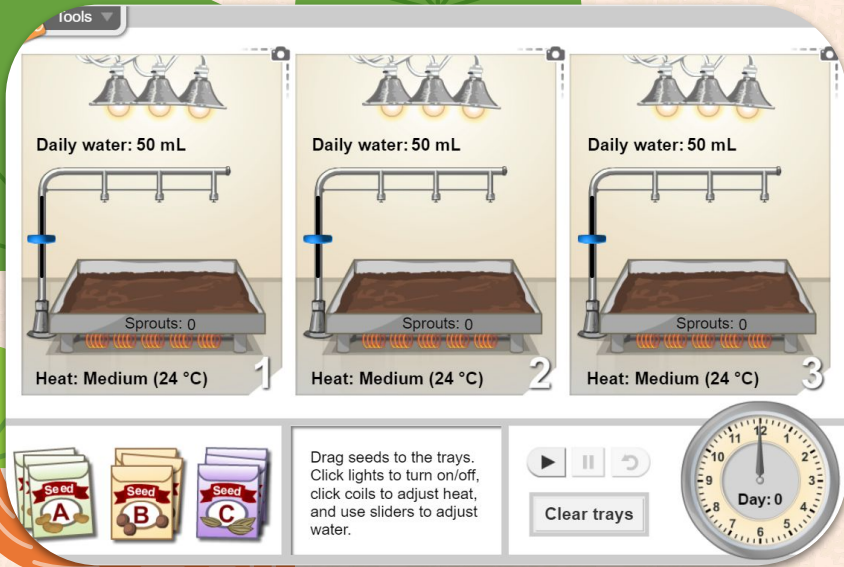 Tools
Daily water: 50 mL
Daily water: 50 mL
Daily water: 50 mL
Sprouts: 0
Sprouts: 0
Sprouts: 0
Heat: Medium (24 °C)
1
Heat: Medium (24 °C)
2
Heat: Medium (24 °C)
3
Seed
A
Seed
B
Seed
C
Drag seeds to the trays.
Click lights to turn on/off,
click coils to adjust heat,
and use sliders to adjust
water.
Clear trays
12
1
2
3
4
5
6
7
8
9
10
11
Day: 0